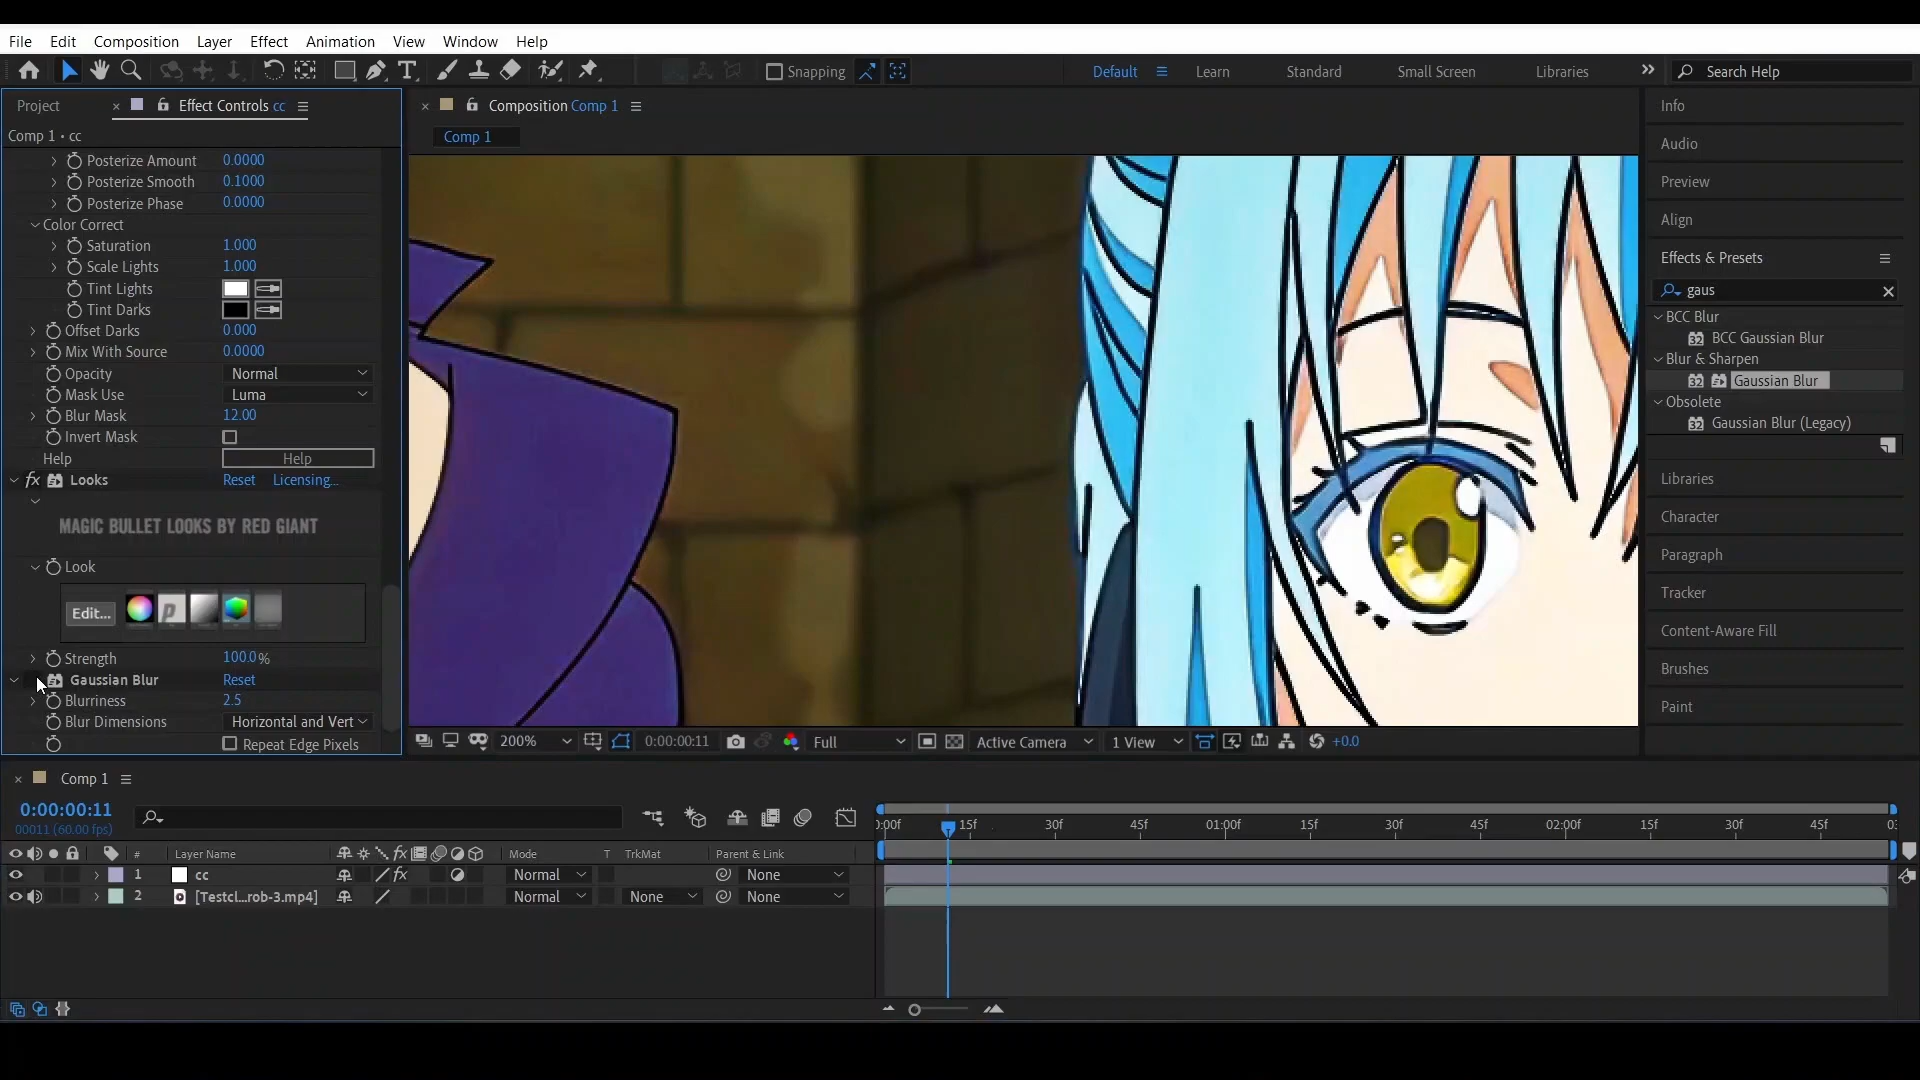 File Edit Composition Layer Effect Animation View Window Help
Snapping Default Learn Standard Small Screen Libraries Search Help
Project Effect Controls cc
Comp 1 • cc
Posterize Amount 0.0000
Posterize Smooth 0.1000
Posterize Phase 0.0000
Color Correct
Saturation 1.000
Scale Lights 1.000
Tint Lights
Tint Darks
Offset Darks 0.000
Mix With Source 0.0000
Opacity Normal
Mask Use Luma
Blur Mask 12.00
Invert Mask
Help Help
fx Looks Reset Licensing...
MAGIC BULLET LOOKS BY RED GIANT
Look
Edit...
Strength 100.0%
Gaussian Blur Reset
Blurriness 2.5
Blur Dimensions Horizontal and Vert
Repeat Edge Pixels
Composition Comp 1
Comp 1
200% 0:00:00:11 Full Active Camera 1 View +0.0
Info
Audio
Preview
Align
Effects & Presets
gaus
BCC Blur
32 BCC Gaussian Blur
Blur & Sharpen
32 Gaussian Blur
Obsolete
32 Gaussian Blur (Legacy)
Libraries
Character
Paragraph
Tracker
Content-Aware Fill
Brushes
Paint
Comp 1
0:00:00:11
00011 (60.00 fps)
0:00f 15f 30f 45f 01:00f 15f 30f 45f 02:00f 15f 30f 45f
# Layer Name fx Mode T TrkMat Parent & Link
1 cc fx Normal None
2 [Testcl...rob-3.mp4] Normal None None